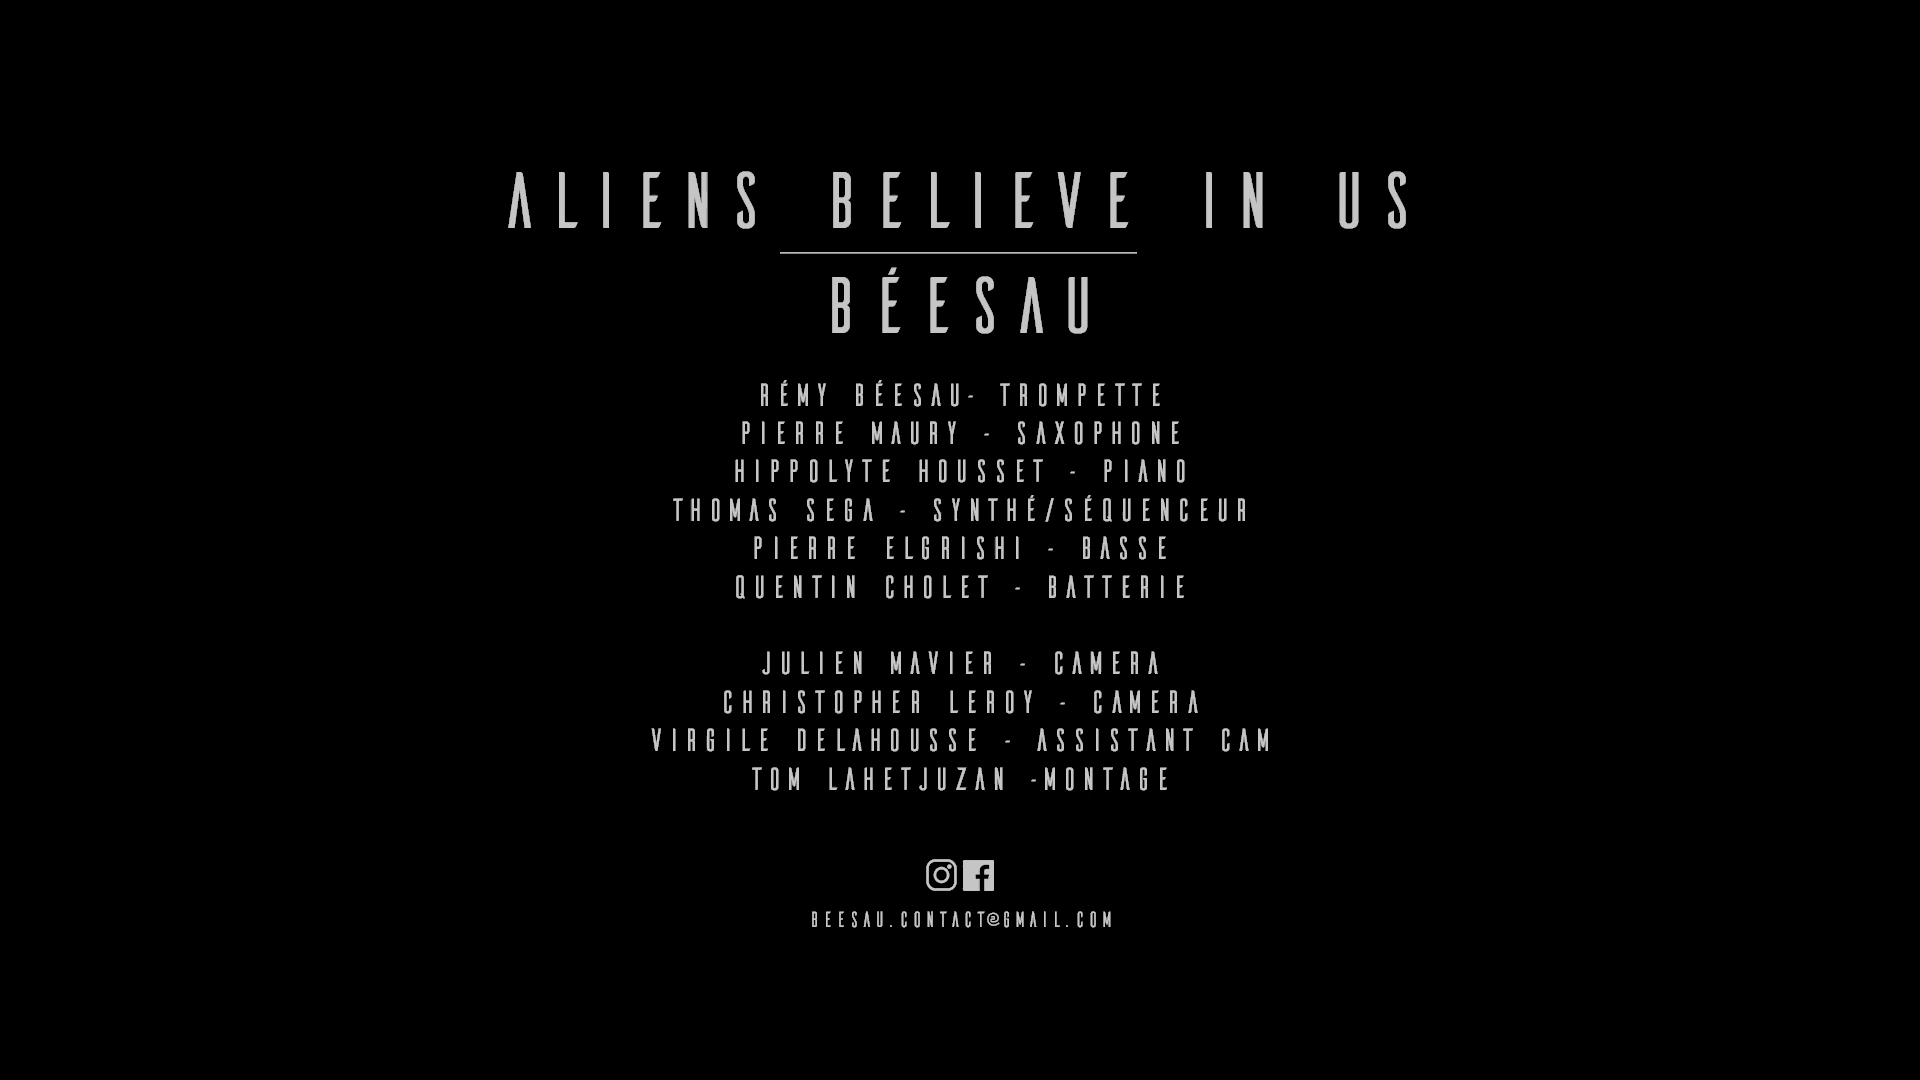 ALIENS BELIEVE IN US
BÉESAU
RÉMY BÉESAU- TROMPETTE
PIERRE MAURY - SAXOPHONE
HIPPOLYTE HOUSSET - PIANO
THOMAS SEGA - SYNTHÉ/SÉQUENCEUR
PIERRE ELGRISHI - BASSE
QUENTIN CHOLET - BATTERIE
JULIEN MAVIER - CAMERA
CHRISTOPHER LEROY - CAMERA
VIRGILE DELAHOUSSE - ASSISTANT CAM
TOM LAHETJUZAN -MONTAGE
BEESAU.CONTACT@GMAIL.COM